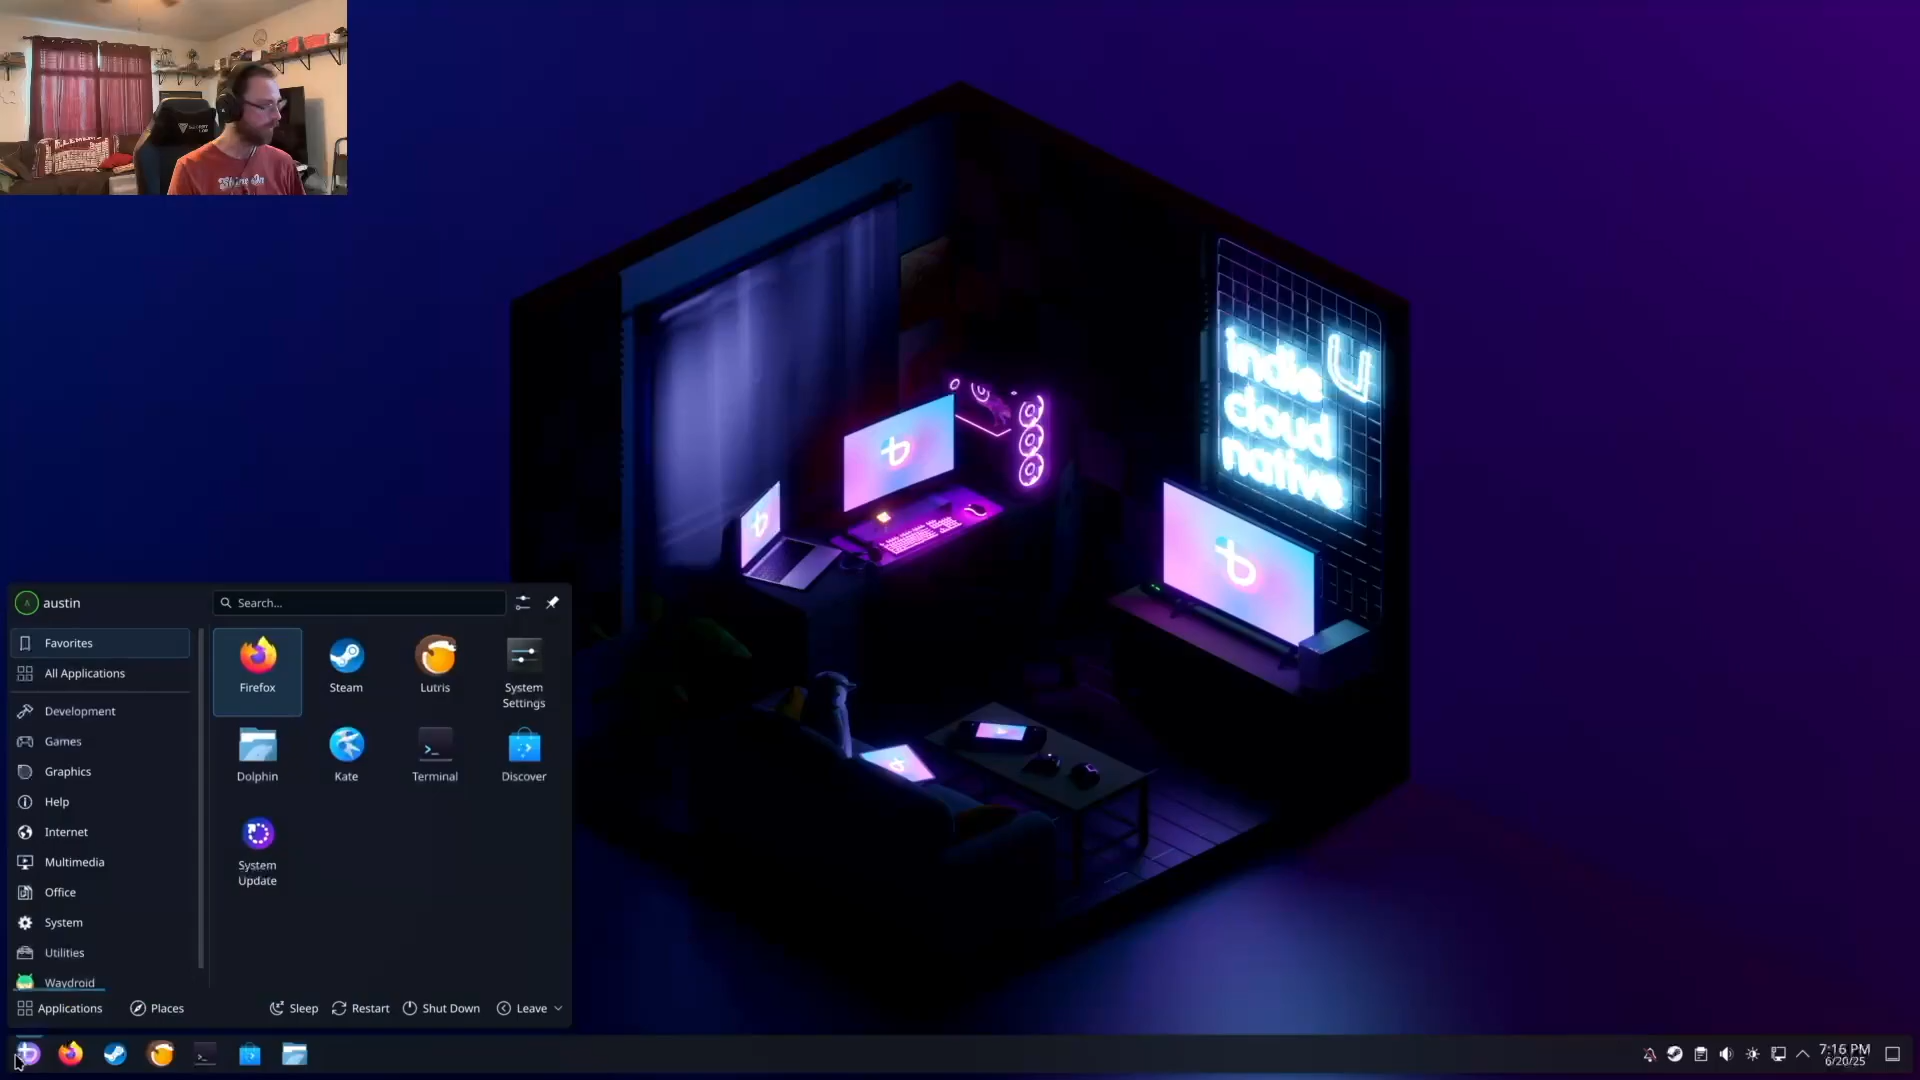 indie
cloud
native
austin
Search...
Favorites
All Applications
Development
Games
Graphics
Help
Internet
Multimedia
Office
System
Utilities
Waydroid
Firefox
Steam
Lutris
System
Settings
Dolphin
Kate
Terminal
Discover
System
Update
Applications
Places
Sleep
Restart
Shut Down
Leave
7:16 PM
6/20/25